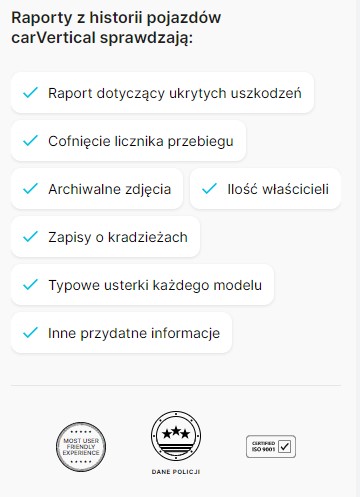 Raporty z historii pojazdów
carVertical sprawdzają:
Raport dotyczący ukrytych uszkodzeń
Cofnięcie licznika przebiegu
Archiwalne zdjęcia
Ilość właścicieli
Zapisy o kradzieżach
Typowe usterki każdego modelu
Inne przydatne informacje
MOST USER
FRIENDLY
EXPERIENCE
DANE POLICJI
CERTIFIED
ISO 9001